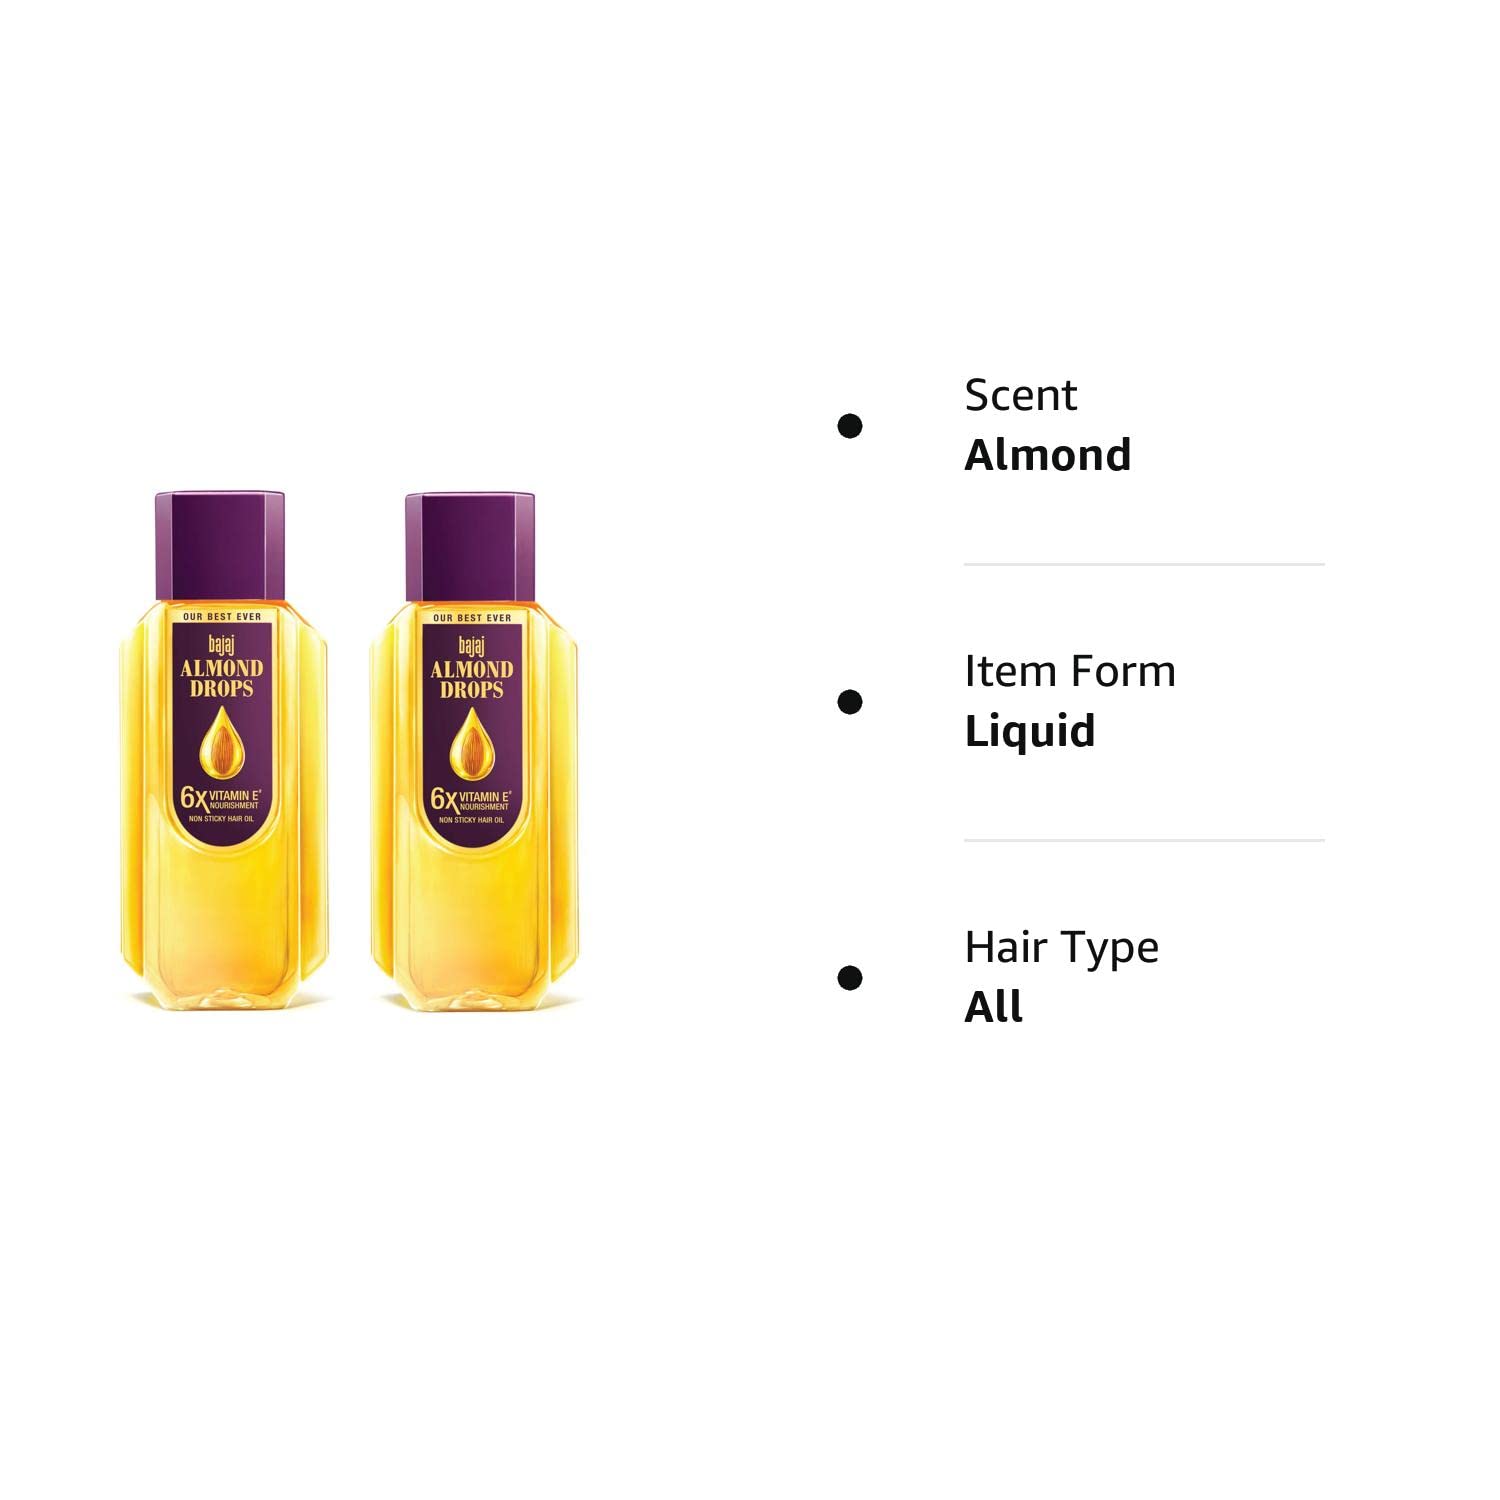 OUR BEST EVER
bajaj
ALMOND
DROPS
6x VITAMIN E*
NOURISHMENT
NON STICKY HAIR OIL
OUR BEST EVER
bajaj
ALMOND
DROPS
6x VITAMIN E*
NOURISHMENT
NON STICKY HAIR OIL
Scent
Almond
Item Form
Liquid
Hair Type
All